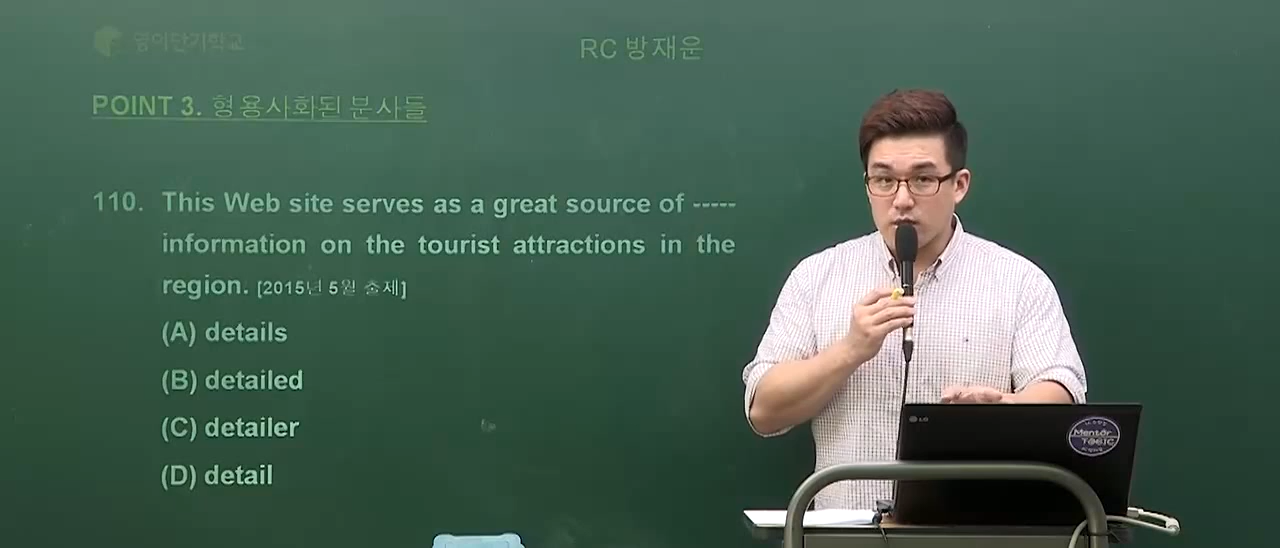 영어단기학교
RC 방재운
POINT 3. 형용사화된 분사들
110. This Web site serves as a great source of -----
information on the tourist attractions in the
region. [2015년 5월 출제]
(A) details
(B) detailed
(C) detailer
(D) detail
LG
Mentor
TOEIC